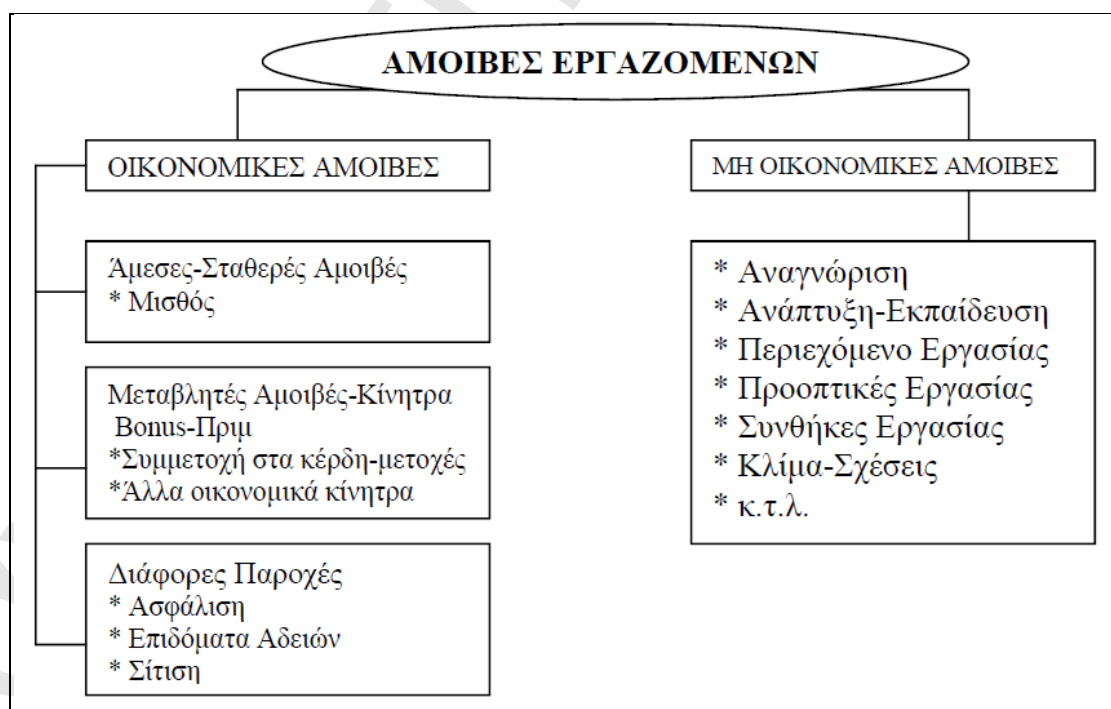 ΑΜΟΙΒΕΣ ΕΡΓΑΖΟΜΕΝΩΝ
ΟΙΚΟΝΟΜΙΚΕΣ ΑΜΟΙΒΕΣ
Άμεσες-Σταθερές Αμοιβές
* Μισθός
Μεταβλητές Αμοιβές-Κίνητρα
Bonus-Πριμ
*Συμμετοχή στα κέρδη-μετοχές
*Άλλα οικονομικά κίνητρα
Διάφορες Παροχές
* Ασφάλιση
* Επιδόματα Αδειών
* Σίτιση
ΜΗ ΟΙΚΟΝΟΜΙΚΕΣ ΑΜΟΙΒΕΣ
* Αναγνώριση
* Ανάπτυξη-Εκπαίδευση
* Περιεχόμενο Εργασίας
* Προοπτικές Εργασίας
* Συνθήκες Εργασίας
* Κλίμα-Σχέσεις
* κ.τ.λ.